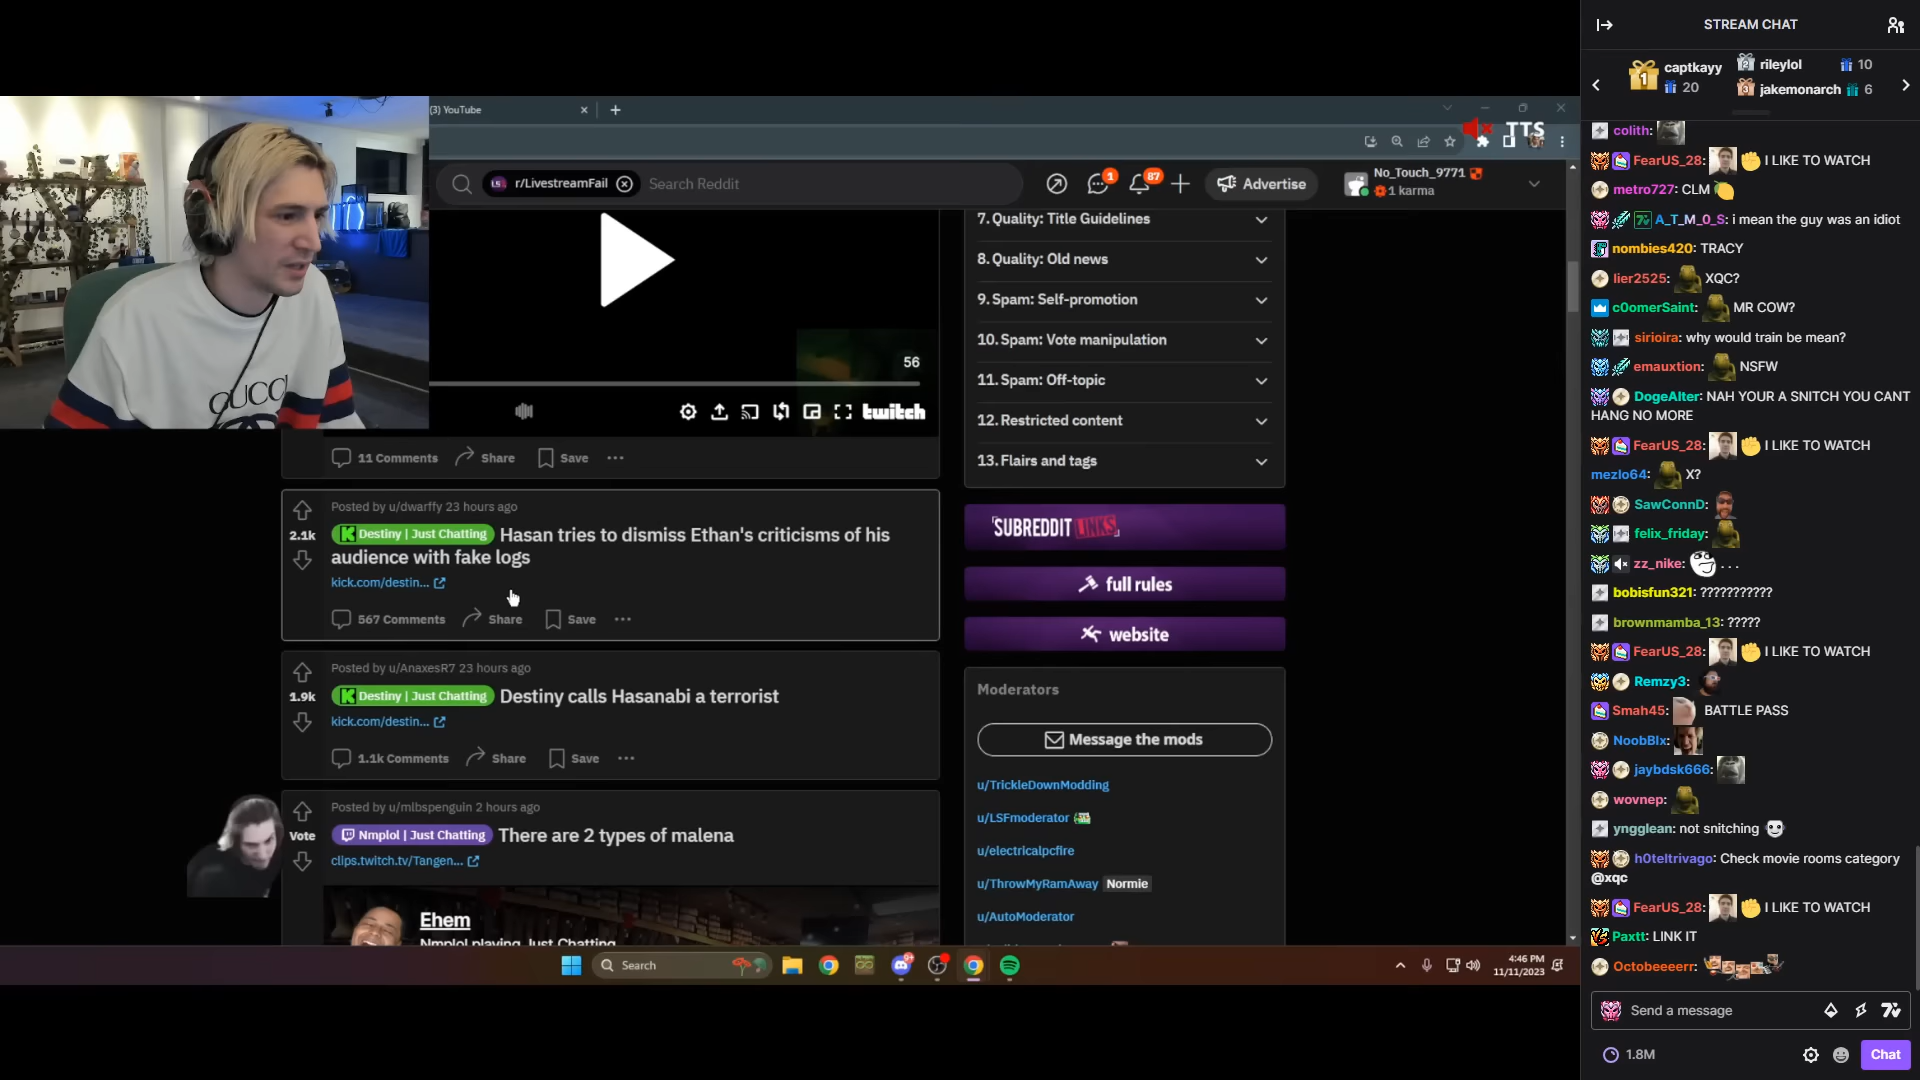 (3) YouTube
TTS
r/LivestreamFail
Search Reddit
1
87
Advertise
No_Touch_9771
1 karma
GUCCI
56
twitch
11 Comments
Share
Save
Posted by u/dwarffy 23 hours ago
2.1k
Destiny | Just Chatting
Hasan tries to dismiss Ethan's criticisms of his
audience with fake logs
kick.com/destin...
567 Comments
Share
Save
Posted by u/AnaxesR7 23 hours ago
1.9k
Destiny | Just Chatting
Destiny calls Hasanabi a terrorist
kick.com/destin...
1.1k Comments
Share
Save
Posted by u/mlbspenguin 2 hours ago
Vote
Nmplol | Just Chatting
There are 2 types of malena
clips.twitch.tv/Tangen...
Ehem
Nmplol playing Just Chatting
7. Quality: Title Guidelines
8. Quality: Old news
9. Spam: Self-promotion
10. Spam: Vote manipulation
11. Spam: Off-topic
12. Restricted content
13. Flairs and tags
SUBREDDIT LINKS
full rules
website
Moderators
Message the mods
u/TrickleDownModding
u/LSFmoderator
u/electricalpcfire
u/ThrowMyRamAway Normie
u/AutoModerator
Search
4:46 PM
11/11/2023
STREAM CHAT
1
captkayy
20
rileylol
10
jakemonarch
6
colith:
FearUS_28: I LIKE TO WATCH
metro727: CLM
A_T_M_0_S: i mean the guy was an idiot
nombies420: TRACY
lier2525: XQC?
c0omerSaint: MR COW?
sirioira: why would train be mean?
emauxtion: NSFW
DogeAlter: NAH YOUR A SNITCH YOU CANT
HANG NO MORE
FearUS_28: I LIKE TO WATCH
mezlo64: X?
SawConnD:
felix_friday:
zz_nike: ...
bobisfun321: ???????????
brownmamba_13: ?????
FearUS_28: I LIKE TO WATCH
Remzy3:
Smah45: BATTLE PASS
NoobBlx:
jaybdsk666:
wovnep:
yngglean: not snitching
h0teltrivago: Check movie rooms category
@xqc
FearUS_28: I LIKE TO WATCH
Paxtt: LINK IT
Octobeeeerr:
Send a message
1.8M
Chat